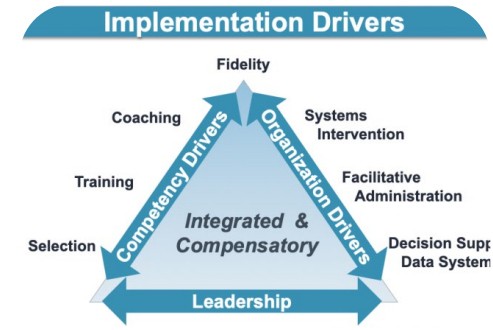 Implementation Drivers
Fidelity
Coaching
Systems
Intervention
Competency Drivers
Organization Drivers
Training
Facilitative
Administration
Integrated &
Compensatory
Selection
Decision Supp
Data System
Leadership